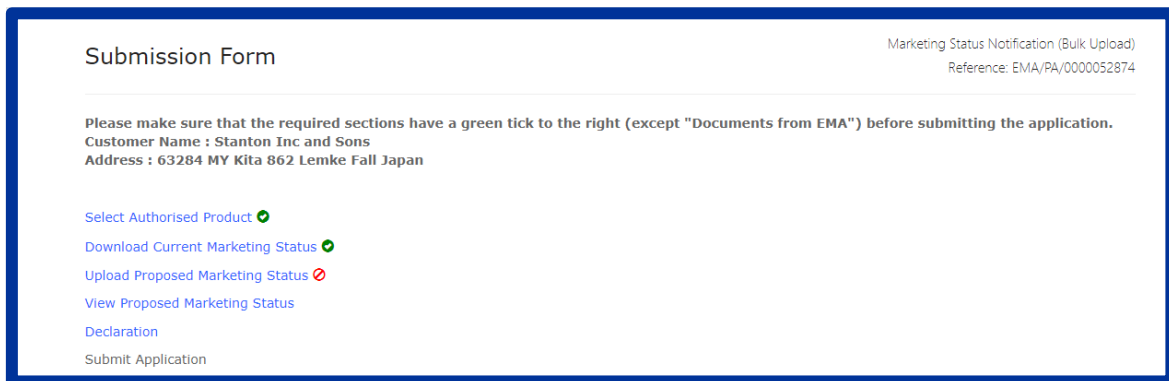 Submission Form
Marketing Status Notification (Bulk Upload)
Reference: EMA/PA/0000052874
Please make sure that the required sections have a green tick to the right (except "Documents from EMA") before submitting the application.
Customer Name : Stanton Inc and Sons
Address : 63284 MY Kita 862 Lemke Fall Japan
Select Authorised Product
Download Current Marketing Status
Upload Proposed Marketing Status
View Proposed Marketing Status
Declaration
Submit Application